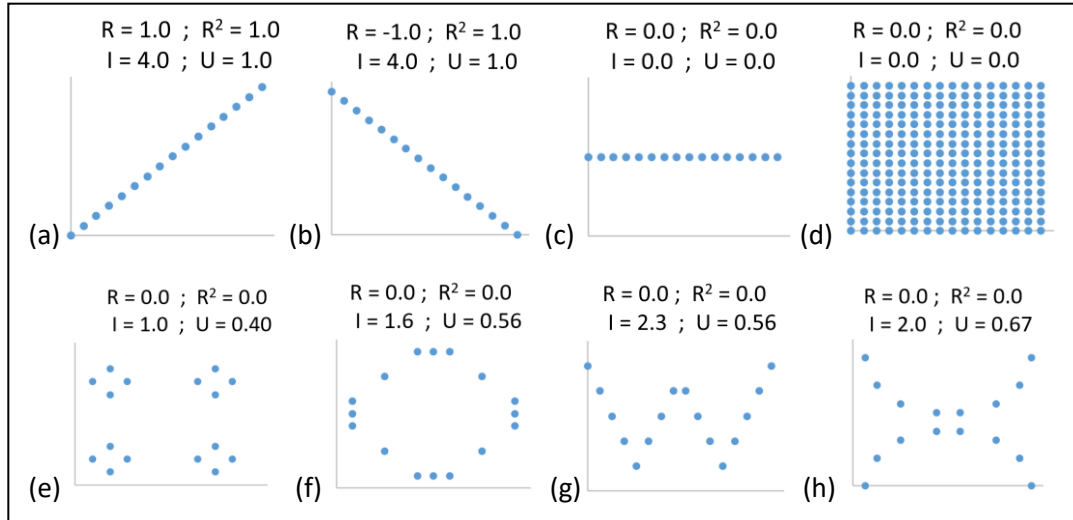 R = 1.0 ; R² = 1.0
I = 4.0 ; U = 1.0
(a)
R = -1.0 ; R² = 1.0
I = 4.0 ; U = 1.0
(b)
R = 0.0 ; R² = 0.0
I = 0.0 ; U = 0.0
(c)
R = 0.0 ; R² = 0.0
I = 0.0 ; U = 0.0
(d)
R = 0.0 ; R² = 0.0
I = 1.0 ; U = 0.40
(e)
R = 0.0 ; R² = 0.0
I = 1.6 ; U = 0.56
(f)
R = 0.0 ; R² = 0.0
I = 2.3 ; U = 0.56
(g)
R = 0.0 ; R² = 0.0
I = 2.0 ; U = 0.67
(h)